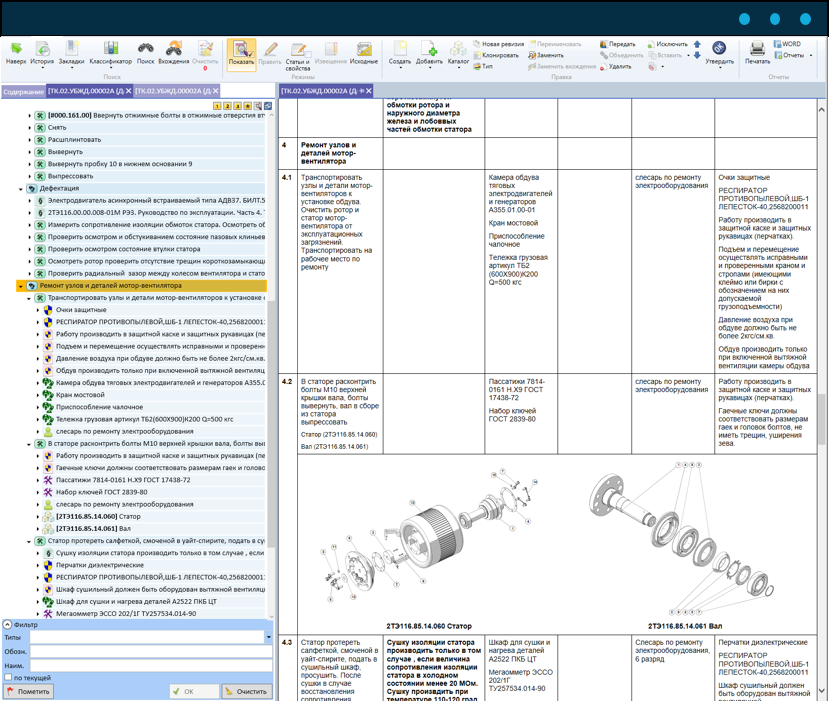 Наверх
История
Закладки
Классификатор
Поиск
Вхождения
Очистить
0
Показать
Править
Статьи и свойства
Извещения
Исходные
Создать
Добавить
Каталог
Новая ревизия
Клонировать
Тип
Переименовать
Заменить
Заменить вхождения
Передать
Объединить
Удалить
Исключить
Вставить
ОК
Утвердить
Печатать
WORD
Отчеты
Поиск
Режимы
Правка
Отчеты
Содержание
[ТК.02.УБЖД.00002А (Д
[ТК.02.УБЖД.00002А (Д
[ТК.02.УБЖД.00002А (Д
1 2 3
[#000.161.00] Ввернуть отжимные болты в отжимные отверстия вт
Снять
Расшплинтовать
Вывернуть
Вывернуть пробку 10 в нижнем основании 9
Выпрессовать
Дефектация
Электродвигатель асинхронный встраиваемый типа АДВ37. БИЛТ.5
2ТЭ116.00.00.008-01М РЭ3. Руководство по эксплуатации. Часть 4.
Измерить сопротивление изоляции обмоток статора. Осмотреть об
Проверить осмотром и обстукиванием состояние пазовых клиньев
Проверить осмотром состояние втулки статора
Осмотреть ротор проверить отсутствие трещин короткозамыкающи
Проверить радиальный зазор между колесом вентилятора и стато
Ремонт узлов и деталей мотор-вентилятора
Транспортировать узлы и детали мотор-вентиляторов к установке о
Очки защитные
РЕСПИРАТОР ПРОТИВОПЫЛЕВОЙ,ШБ-1 ЛЕПЕСТОК-40,2568200011
Работу производить в защитной каске и защитных рукавицах (пе
Подъем и перемещение осуществлять исправными и проверенн
Давление воздуха при обдуве должно быть не более 2кгс/см.кв.
Обдув производить только при включенной вытяжной вентиляц
Камера обдува тяговых электродвигателей и генераторов А355.0
Кран мостовой
Приспособление чалочное
Тележка грузовая артикул ТБ2(600Х900)К200 Q=500 кгс
слесарь по ремонту электрооборудования
В статоре расконтрить болты М10 верхней крышки вала, болты выв
Работу производить в защитной каске и защитных рукавицах (пе
Гаечные ключи должны соответствовать размерам гаек и голово
Пассатижи 7814-0161 Н.Х9 ГОСТ 17438-72
Набор ключей ГОСТ 2839-80
слесарь по ремонту электрооборудования
[2ТЭ116.85.14.060] Статор
[2ТЭ116.85.14.061] Вал
Статор протереть салфеткой, смоченой в уайт-спирите, подать в су
Сушку изоляции статора производить только в том случае , если
Перчатки диэлектрические
РЕСПИРАТОР ПРОТИВОПЫЛЕВОЙ,ШБ-1 ЛЕПЕСТОК-40,2568200011
Шкаф сушильный должен быть оборудован вытяжной вентиляци
Шкаф для сушки и нагрева деталей А2522 ПКБ ЦТ
Мегаомметр ЭССО 202/1Г ТУ257534.014-90
Фильтр
Типы
Обозн.
Наим.
по текущей
Пометить
ОК
Очистить
обмотки ротора и
наружного диаметра
железа и лобоввых
частей обмотки статора
4
Ремонт узлов и
деталей мотор-
вентилятора
4.1
Транспортировать
узлы и детали мотор-
вентиляторов к
установке обдува.
Очистить ротор и
статор мотор-
вентилятора от
эксплуатационных
загрязнений.
Транспортировать на
рабочее место по
ремонту
Камера обдува
тяговых
электродвигателей
и генераторов
А355.01.00-01
Кран мостовой
Приспособление
чалочное
Тележка грузовая
артикул ТБ2
(600Х900)К200
Q=500 кгс
слесарь по ремонту
электрооборудования
Очки защитные
РЕСПИРАТОР
ПРОТИВОПЫЛЕВОЙ,ШБ-1
ЛЕПЕСТОК-40,2568200011
Работу производить в
защитной каске и защитных
рукавицах (перчатках).
Подъем и перемещение
осуществлять исправными
и проверенными краном и
стропами (имеющими
клеймо или бирки с
обозначением на них
допускаемой
грузоподъемности)
Давление воздуха при
обдуве должно быть не
более 2кгс/см.кв.
Обдув производить только
при включенной вытяжной
вентиляции камеры обдува
4.2
В статоре расконтрить
болты М10 верхней
крышки вала, болты
вывернуть, вал в сборе
из статора
выпрессовать
Статор (2ТЭ116.85.14.060)
Вал (2ТЭ116.85.14.061)
Пассатижи 7814-
0161 Н.Х9 ГОСТ
17438-72
Набор ключей
ГОСТ 2839-80
слесарь по ремонту
электрооборудования
Работу производить в
защитной каске и защитных
рукавицах (перчатках).
Гаечные ключи должны
соответствовать размерам
гаек и головок болтов, не
иметь трещин, уширения
зева.
2ТЭ116.85.14.060 Статор
2ТЭ116.85.14.061 Вал
4.3
Статор протереть
салфеткой, смоченой в
уайт-спирите, подать в
сушильный шкаф,
просушить. После
сушки в случае
восстановления
сопротивления
Сушку изоляции статора
производить только в том
случае , если величина
сопротивления изоляции
статора в холодном
состоянии менее 20 МОм.
Сушку произвдить при
температуре 110-120 град
Шкаф для сушки и
нагрева деталей
А2522 ПКБ ЦТ
Мегаомметр ЭССО
202/1Г
ТУ257534.014-90
Слесарь по ремонту
электрооборудования,
6 разряд
Перчатки диэлектрические
РЕСПИРАТОР
ПРОТИВОПЫЛЕВОЙ,ШБ-1
ЛЕПЕСТОК-40,2568200011
Шкаф сушильный должен
быть оборудован вытяжной